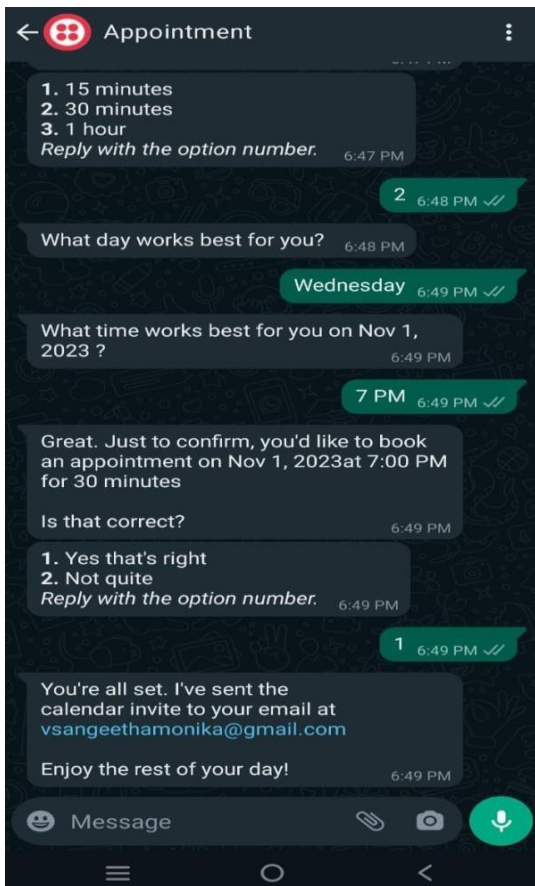 Appointment
1. 15 minutes
2. 30 minutes
3. 1 hour
Reply with the option number. 6:47 PM
2 6:48 PM
What day works best for you? 6:48 PM
Wednesday 6:49 PM
What time works best for you on Nov 1,
2023 ? 6:49 PM
7 PM 6:49 PM
Great. Just to confirm, you'd like to book
an appointment on Nov 1, 2023at 7:00 PM
for 30 minutes
Is that correct? 6:49 PM
1. Yes that's right
2. Not quite
Reply with the option number. 6:49 PM
1 6:49 PM
You're all set. I've sent the
calendar invite to your email at
vsangeethamonika@gmail.com
Enjoy the rest of your day! 6:49 PM
Message